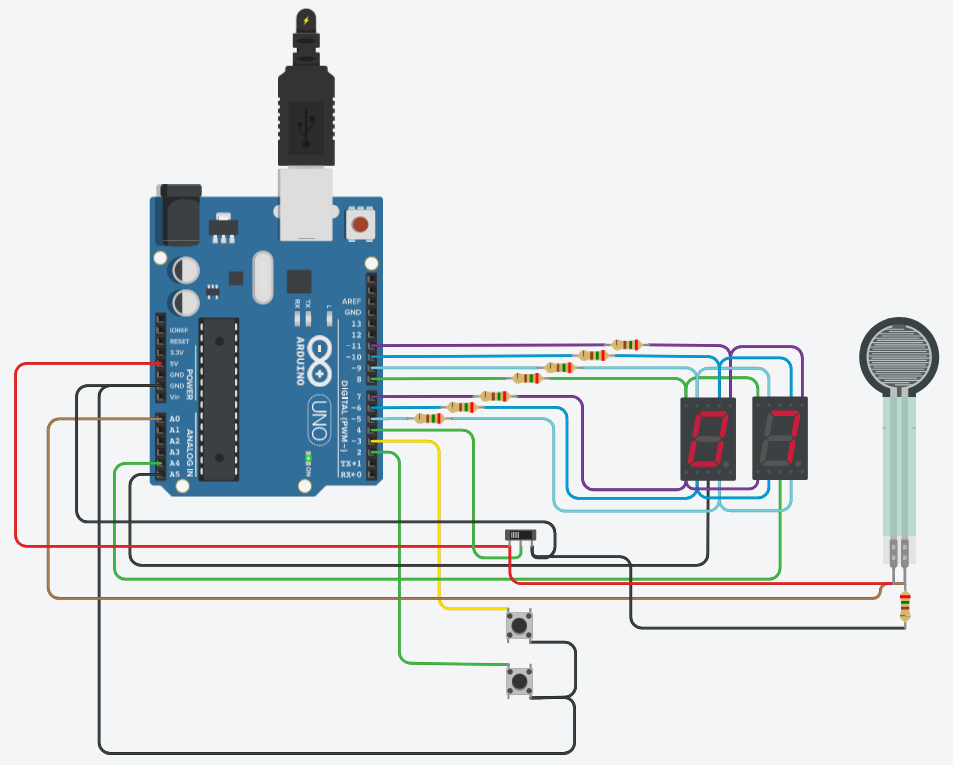 AREF
GND
13
12
~11
~10
~9
8
7
~6
~5
4
~3
2
TX→1
RX←0
DIGITAL (PWM~)
IOREF
RESET
3.3V
5V
GND
GND
Vin
POWER
A0
A1
A2
A3
A4
A5
ANALOG IN
RX
TX
L
ARDUINO
UNO
ON
0
7